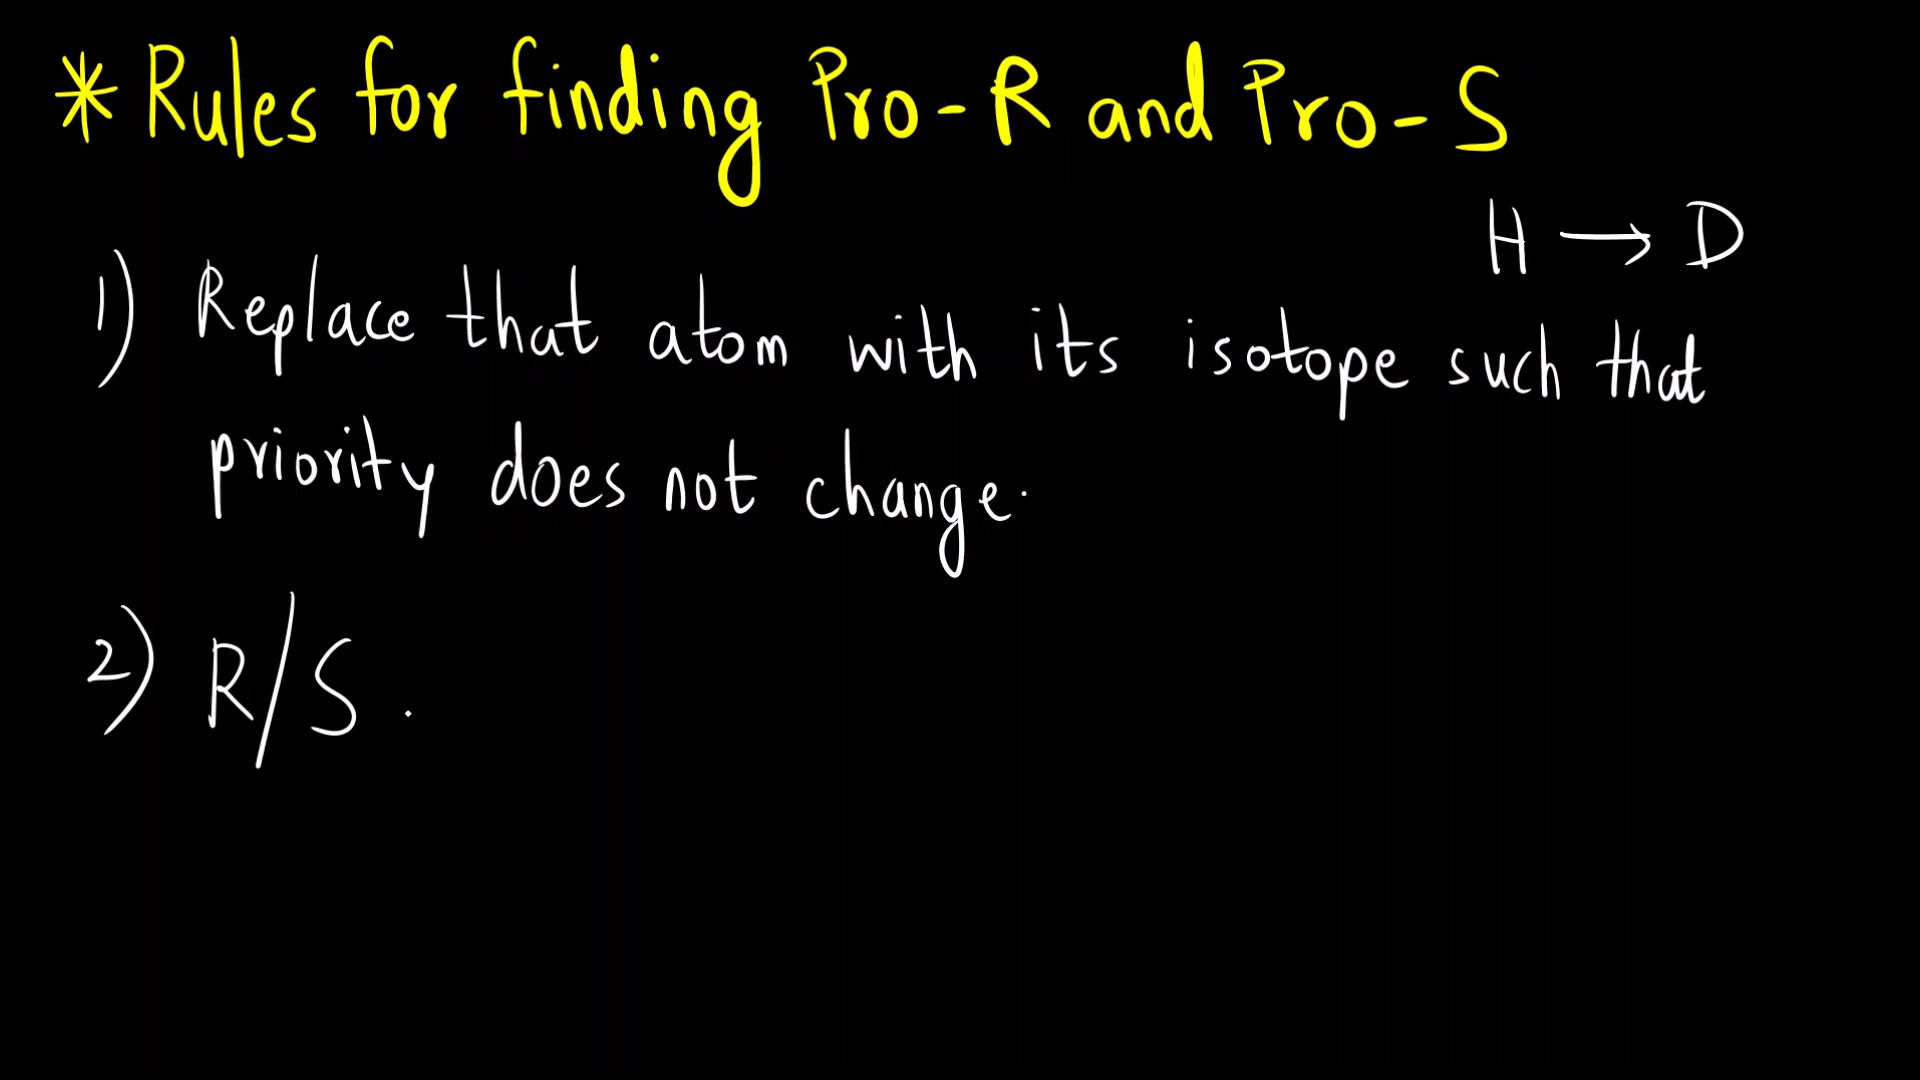 * Rules for finding Pro-R and Pro-S
H → D
1) Replace that atom with its isotope such that
priority does not change.
2) R/S.